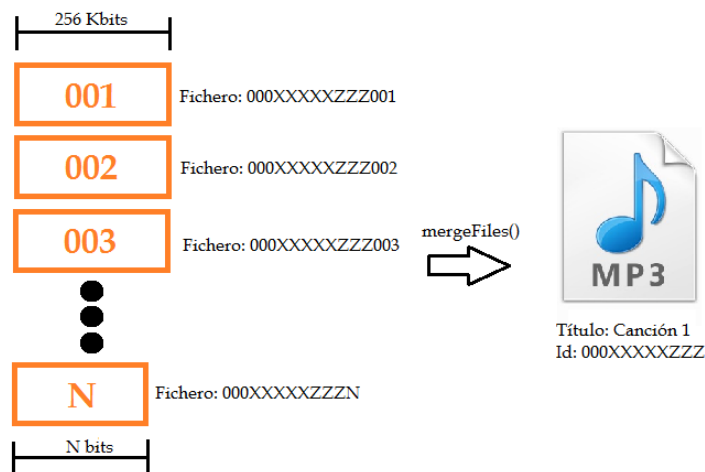 256 Kbits
001
Fichero: 000XXXXXZZZ001
002
Fichero: 000XXXXXZZZ002
003
Fichero: 000XXXXXZZZ003
mergeFiles()
MP3
Título: Canción 1
Id: 000XXXXXZZZ
N
Fichero: 000XXXXXZZZN
N bits